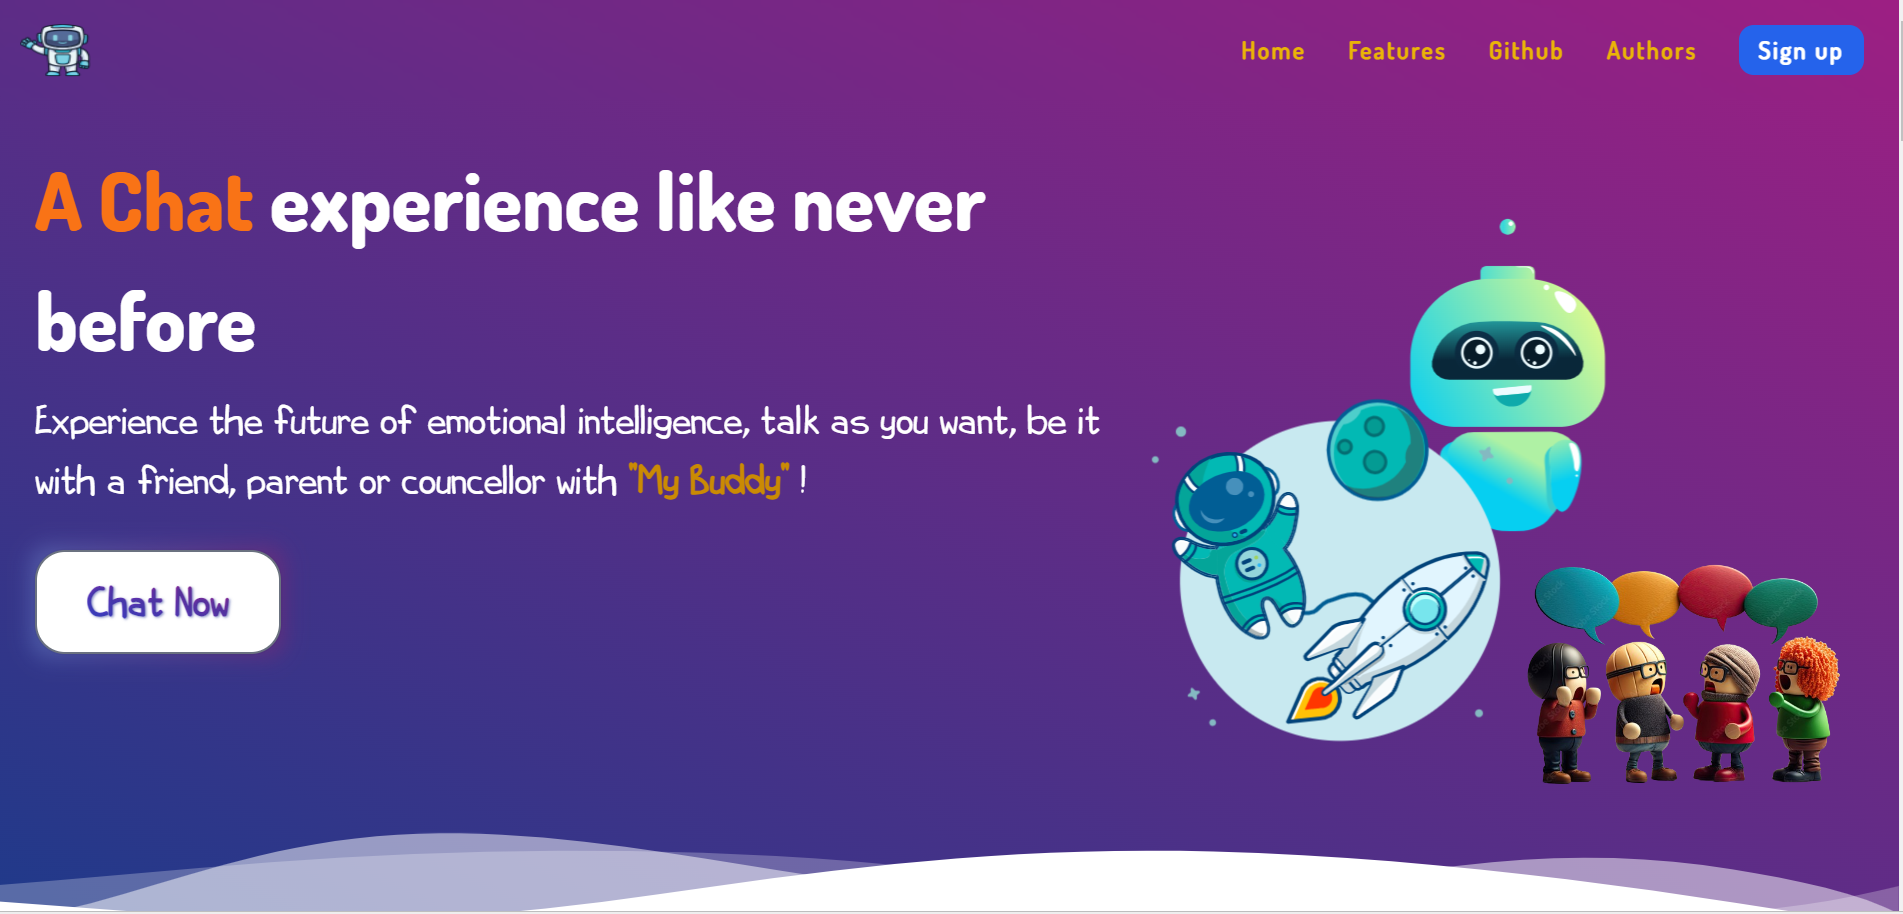 Home Features Github Authors Sign up
A Chat experience like never
before
Experience the future of emotional intelligence, talk as you want, be it
with a friend, parent or councellor with "My Buddy" !
Chat Now